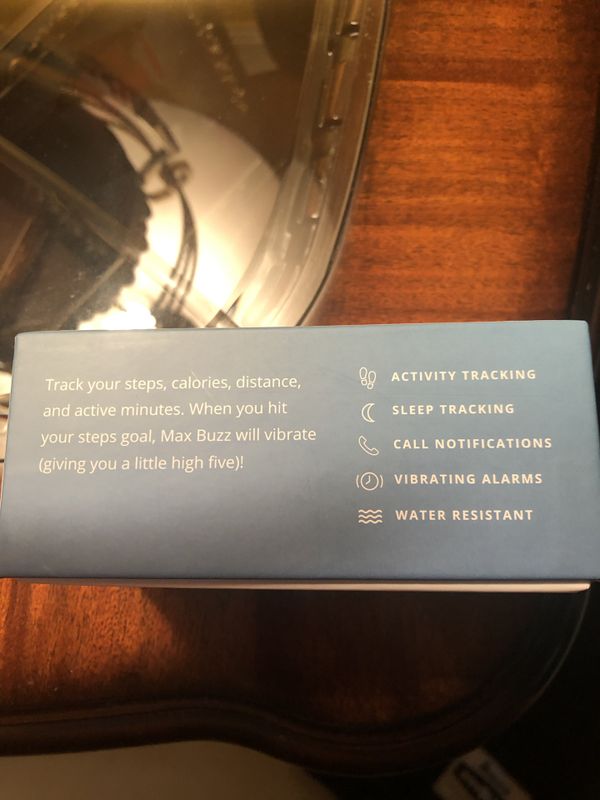 Track your steps, calories, distance,
and active minutes. When you hit
your steps goal, Max Buzz will vibrate
(giving you a little high five)!
ACTIVITY TRACKING
SLEEP TRACKING
CALL NOTIFICATIONS
VIBRATING ALARMS
WATER RESISTANT